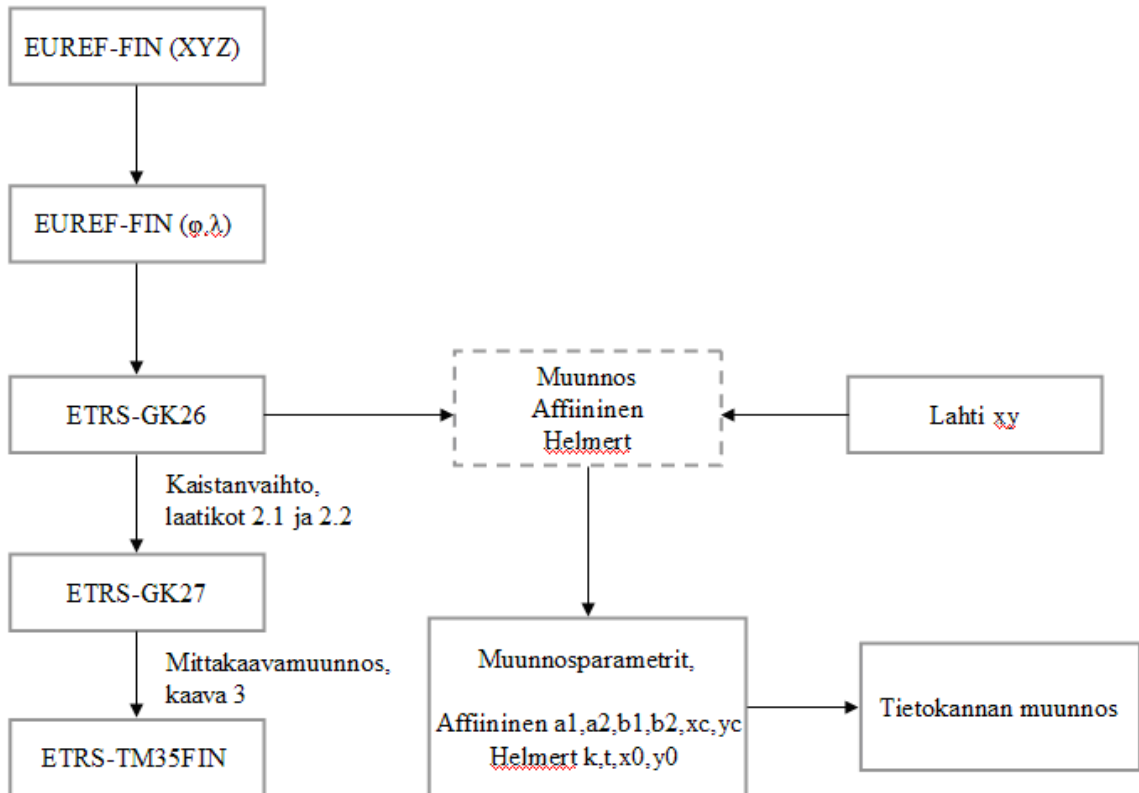 EUREF-FIN (XYZ)
EUREF-FIN (φ,λ)
ETRS-GK26
Muunnos
Affiininen
Helmert
Lahti xy
Kaistanvaihto,
laatikot 2.1 ja 2.2
ETRS-GK27
Mittakaavamuunnos,
kaava 3
ETRS-TM35FIN
Muunnosparametrit,
Affiininen a1,a2,b1,b2,xc,yc
Helmert k,t,x0,y0
Tietokannan muunnos